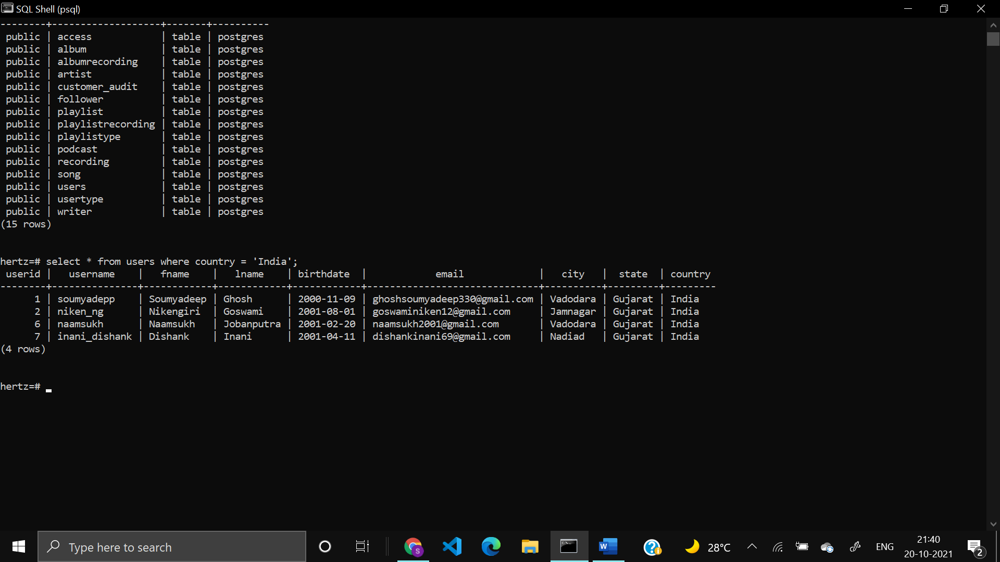 SQL Shell (psql)
--------+-------------------+-------+----------
 public | access            | table | postgres
 public | album             | table | postgres
 public | albumrecording    | table | postgres
 public | artist            | table | postgres
 public | customer_audit    | table | postgres
 public | follower          | table | postgres
 public | playlist          | table | postgres
 public | playlistrecording | table | postgres
 public | playlistype       | table | postgres
 public | podcast           | table | postgres
 public | recording         | table | postgres
 public | song              | table | postgres
 public | users             | table | postgres
 public | usertype          | table | postgres
 public | writer            | table | postgres
(15 rows)
hertz=# select * from users where country = 'India';
 userid |   username    |   fname    |   lname    | birthdate  |            email             |   city   |  state  | country
--------+---------------+------------+------------+------------+------------------------------+----------+---------+---------
      1 | soumyadepp    | Soumyadeep | Ghosh      | 2000-11-09 | ghoshsoumyadeep330@gmail.com | Vadodara | Gujarat | India
      2 | niken_ng      | Nikengiri  | Goswami    | 2001-08-01 | goswaminiken12@gmail.com     | Jamnagar | Gujarat | India
      6 | naamsukh      | Naamsukh   | Jobanputra | 2001-02-20 | naamsukh2001@gmail.com       | Vadodara | Gujarat | India
      7 | inani_dishank | Dishank    | Inani      | 2001-04-11 | dishankinani69@gmail.com     | Nadiad   | Gujarat | India
(4 rows)
hertz=#
Type here to search
S
W
28°C
ENG
21:40
20-10-2021
2